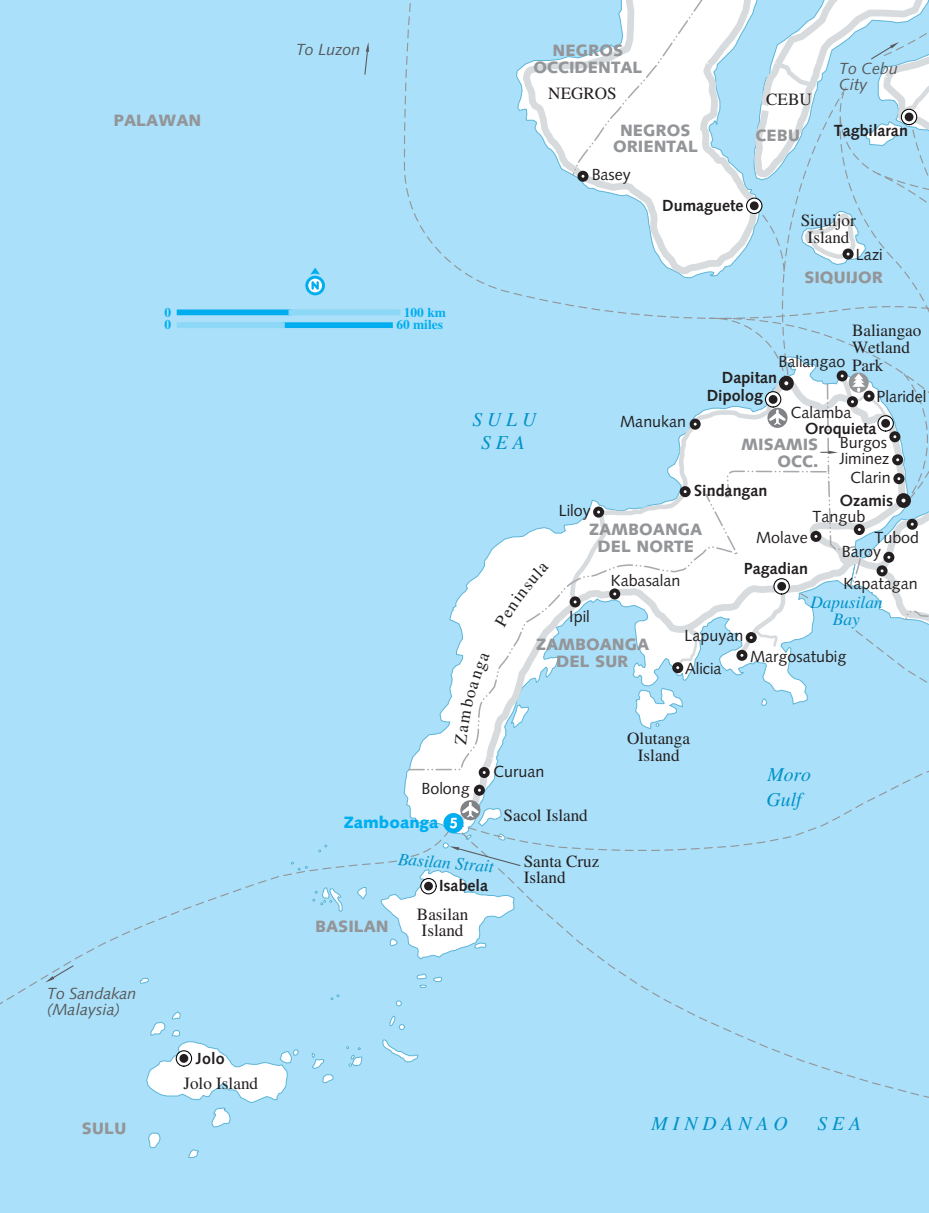 To Luzon
NEGROS
OCCIDENTAL
NEGROS
To Cebu
City
CEBU
PALAWAN
NEGROS
ORIENTAL
CEBU
Tagbilaran
Basey
Dumaguete
Siquijor
Island
Lazi
SIQUIJOR
N
0 100 km
0 60 miles
Baliangao
Wetland
Park
Baliangao
Dapitan
Dipolog
Plaridel
Calamba
Manukan
Oroquieta
SULU
SEA
MISAMIS
OCC.
Burgos
Jiminez
Clarin
Sindangan
Ozamis
Liloy
Tangub
ZAMBOANGA
DEL NORTE
Molave
Tubod
Baroy
Pagadian
Kapatagan
Kabasalan
Peninsula
Ipil
Dapusilan
Bay
ZAMBOANGA
DEL SUR
Lapuyan
Margosatubig
Alicia
Zamboanga
Olutanga
Island
Curuan
Moro
Gulf
Bolong
Sacol Island
Zamboanga 5
Basilan Strait
Santa Cruz
Island
Isabela
Basilan
Island
BASILAN
To Sandakan
(Malaysia)
Jolo
Jolo Island
SULU
MINDANAO SEA